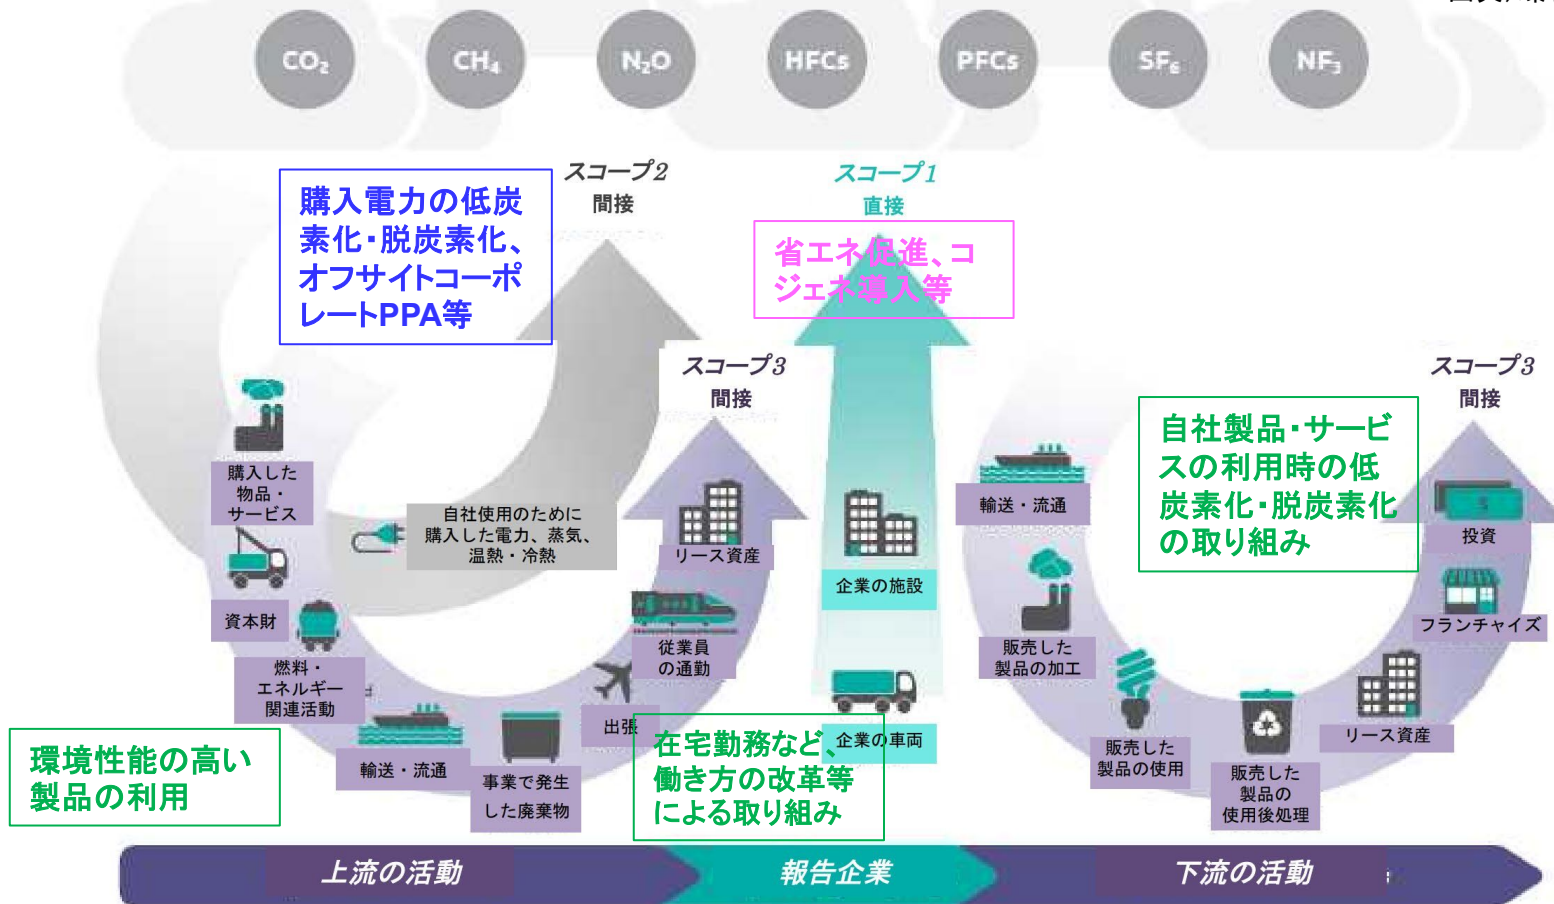 CO₂
CH₄
N₂O
HFCs
PFCs
SF₆
NF₃
スコープ2
間接
スコープ1
直接
購入電力の低炭
素化・脱炭素化、
オフサイトコーポ
レートPPA等
省エネ促進、コ
ジェネ導入等
スコープ3
間接
スコープ3
間接
自社製品・サービ
スの利用時の低
炭素化・脱炭素化
の取り組み
購入した
物品・
サービス
自社使用のために
購入した電力、蒸気、
温熱・冷熱
資本財
燃料・
エネルギー
関連活動
輸送・流通
事業で発生
した廃棄物
出張
従業員
の通勤
リース資産
企業の施設
企業の車両
輸送・流通
販売した
製品の加工
販売した
製品の使用
販売した
製品の
使用後処理
リース資産
フランチャイズ
投資
環境性能の高い
製品の利用
在宅勤務など、
働き方の改革等
による取り組み
上流の活動
報告企業
下流の活動